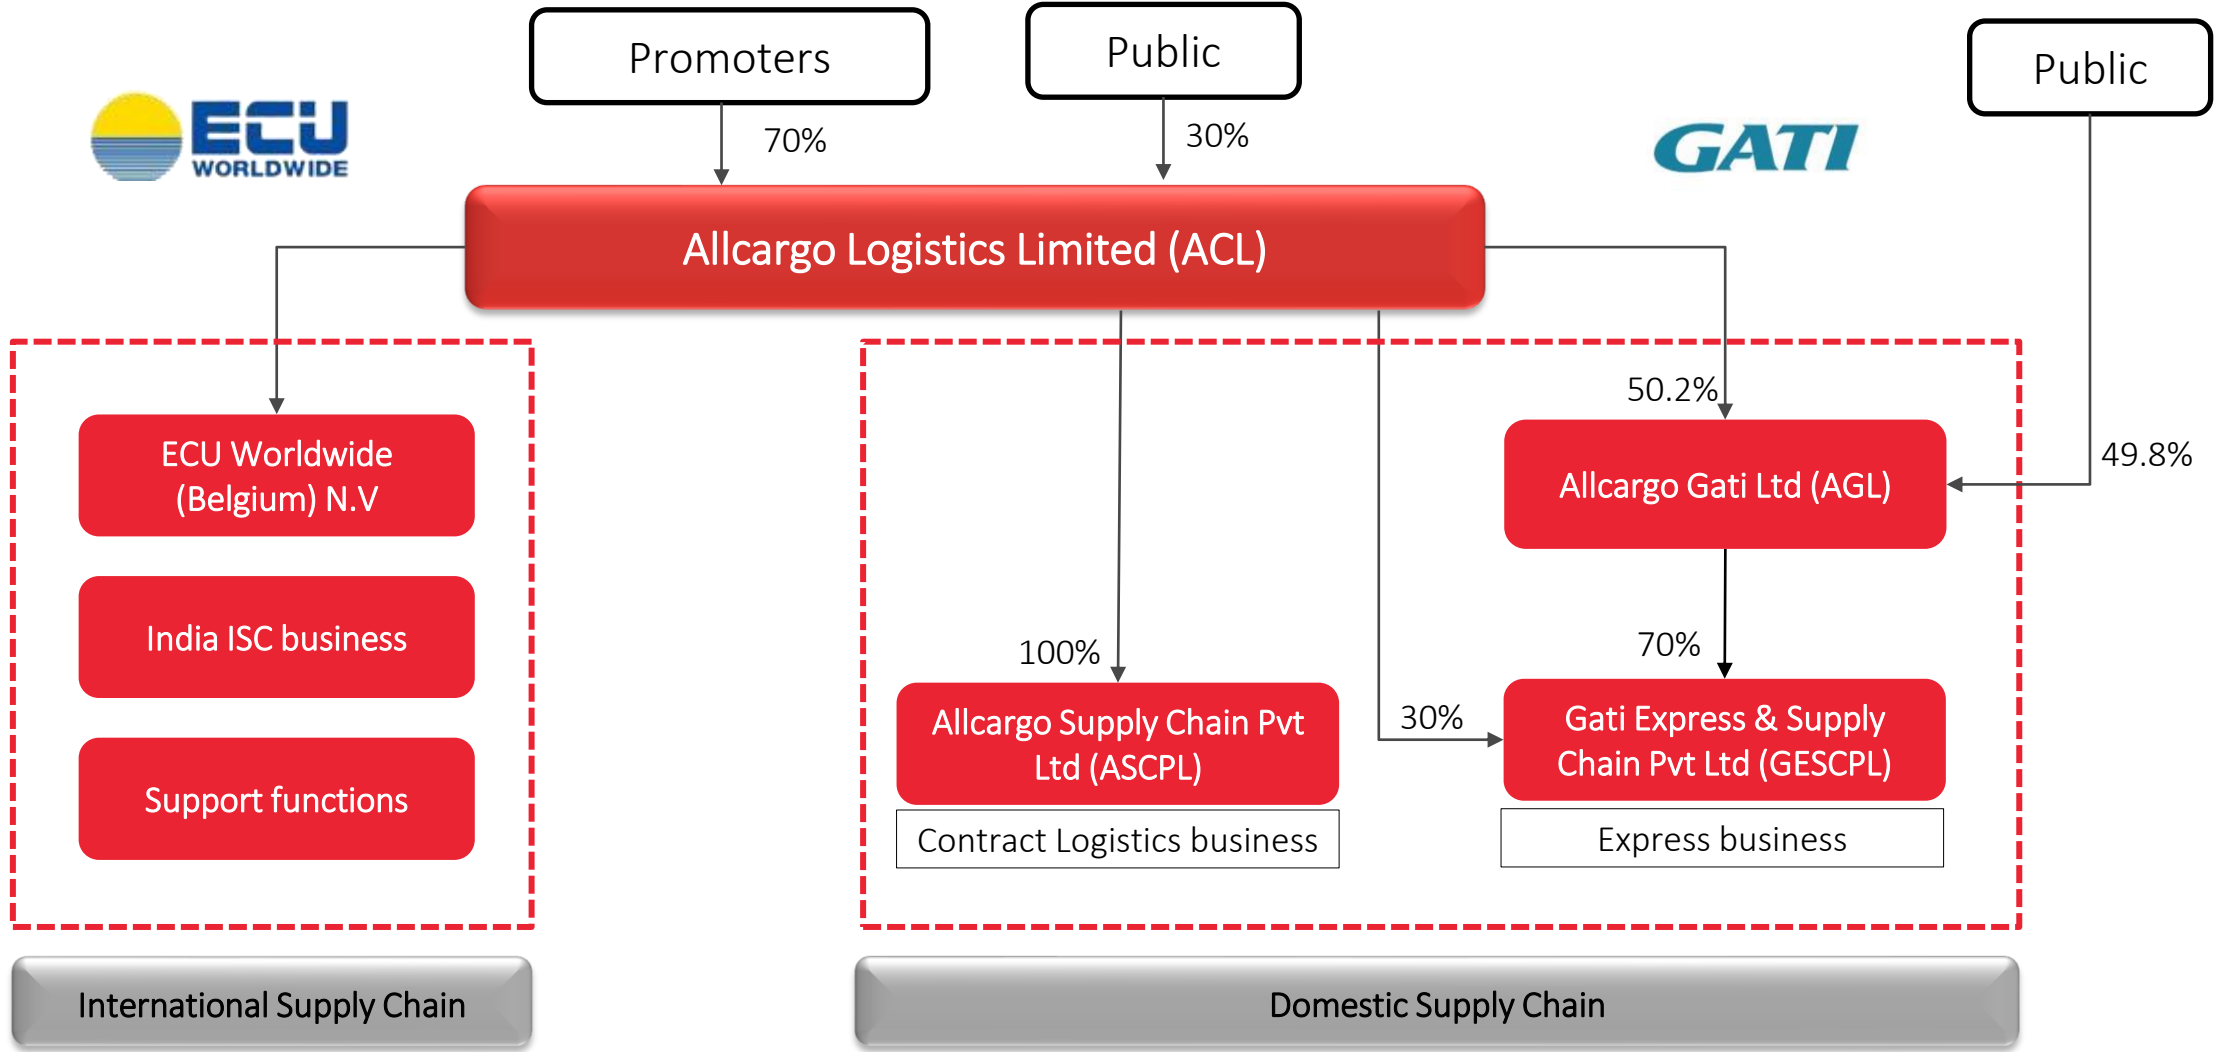 Promoters
Public
Public
ECU
WORLDWIDE
70%
30%
GATI
Allcargo Logistics Limited (ACL)
50.2%
49.8%
ECU Worldwide
(Belgium) N.V
Allcargo Gati Ltd (AGL)
India ISC business
100%
70%
30%
Allcargo Supply Chain Pvt
Ltd (ASCPL)
Gati Express & Supply
Chain Pvt Ltd (GESCPL)
Support functions
Contract Logistics business
Express business
International Supply Chain
Domestic Supply Chain